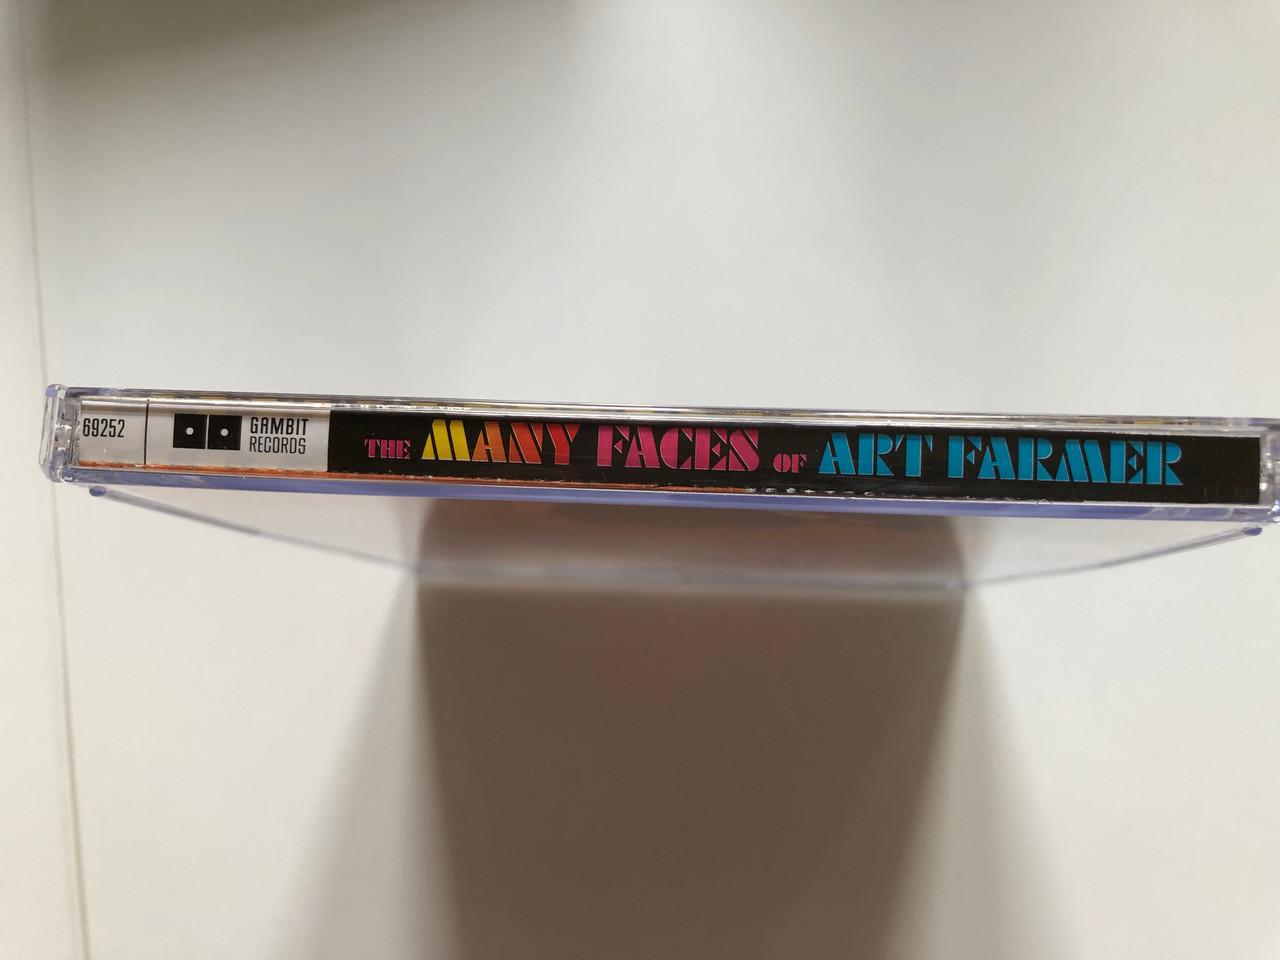 69252
GAMBIT
RECORDS
THE MANY FACES OF ART FARMER